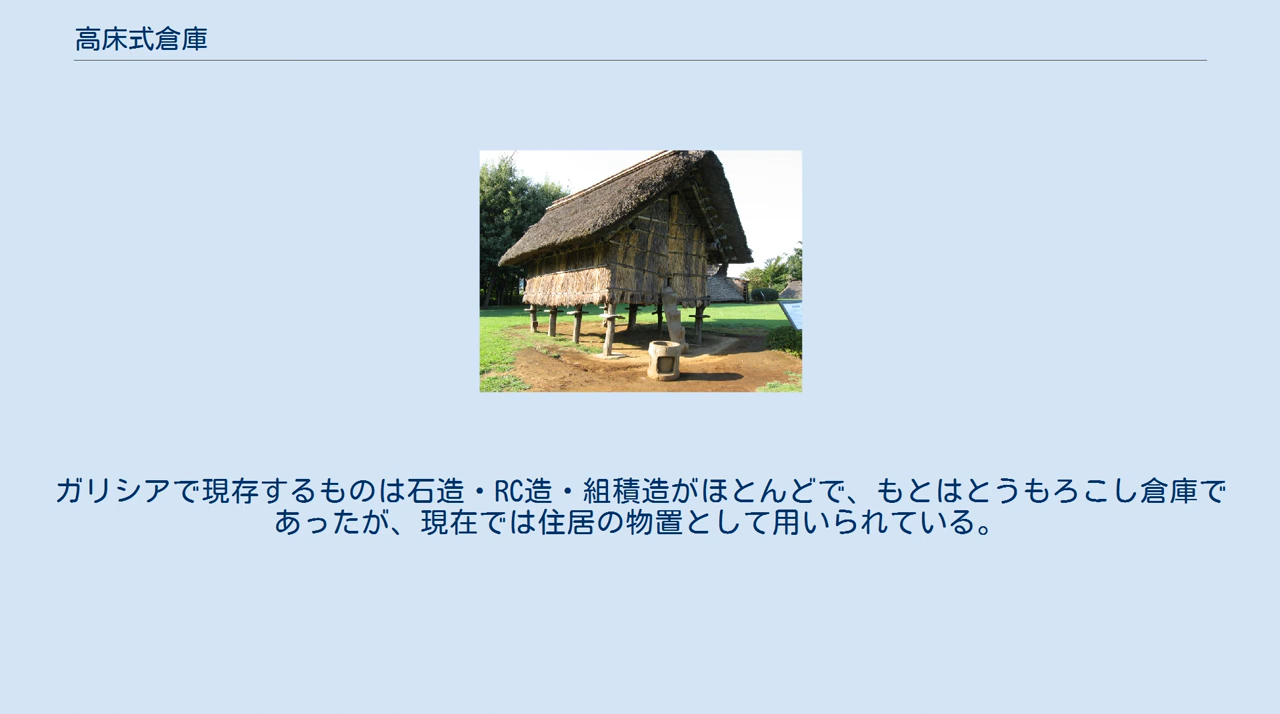 高床式倉庫
ガリシアで現存するものは石造・RC造・組積造がほとんどで、もとはとうもろこし倉庫で
あったが、現在では住居の物置として用いられている。